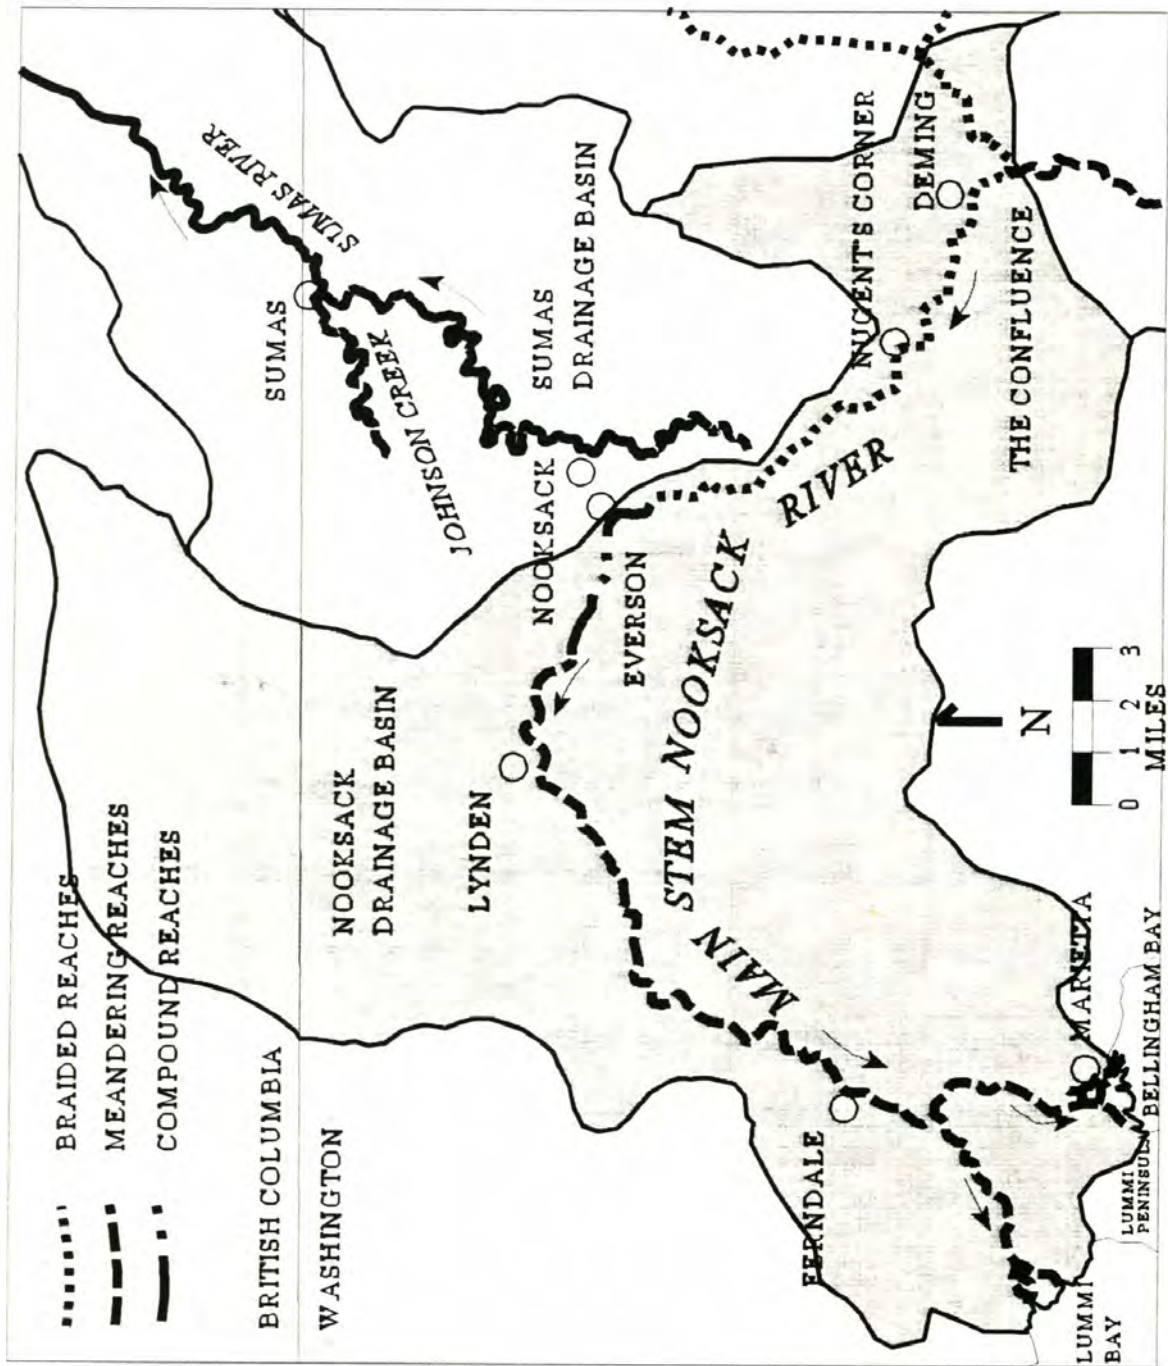 BRAIDED REACHES
MEANDERING REACHES
COMPOUND REACHES
BRITISH COLUMBIA
WASHINGTON
SUMAS RIVER
SUMAS
JOHNSON CREEK
SUMAS
DRAINAGE BASIN
NOOKSACK
DRAINAGE BASIN
NOOKSACK
EVERSON
LYNDEN
NUGENT'S CORNER
DEMING
THE CONFLUENCE
MAIN
STEM NOOKSACK
RIVER
FERNDALE
MARIETTA
LUMMI
BAY
LUMMI
PENINSULA
BELLINGHAM BAY
N
0 1 2 3
MILES